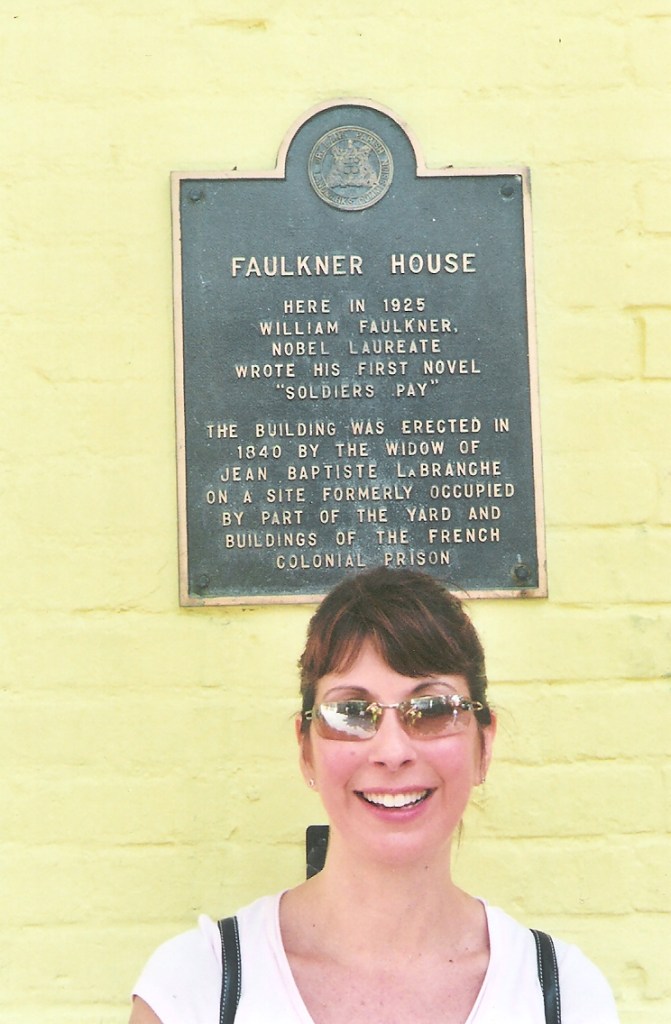 FAULKNER HOUSE
HERE IN 1925
WILLIAM FAULKNER,
NOBEL LAUREATE
WROTE HIS FIRST NOVEL
"SOLDIERS PAY"
THE BUILDING WAS ERECTED IN
1840 BY THE WIDOW OF
JEAN BAPTISTE LABRANCHE
ON A SITE FORMERLY OCCUPIED
BY PART OF THE YARD AND
BUILDINGS OF THE FRENCH
COLONIAL PRISON